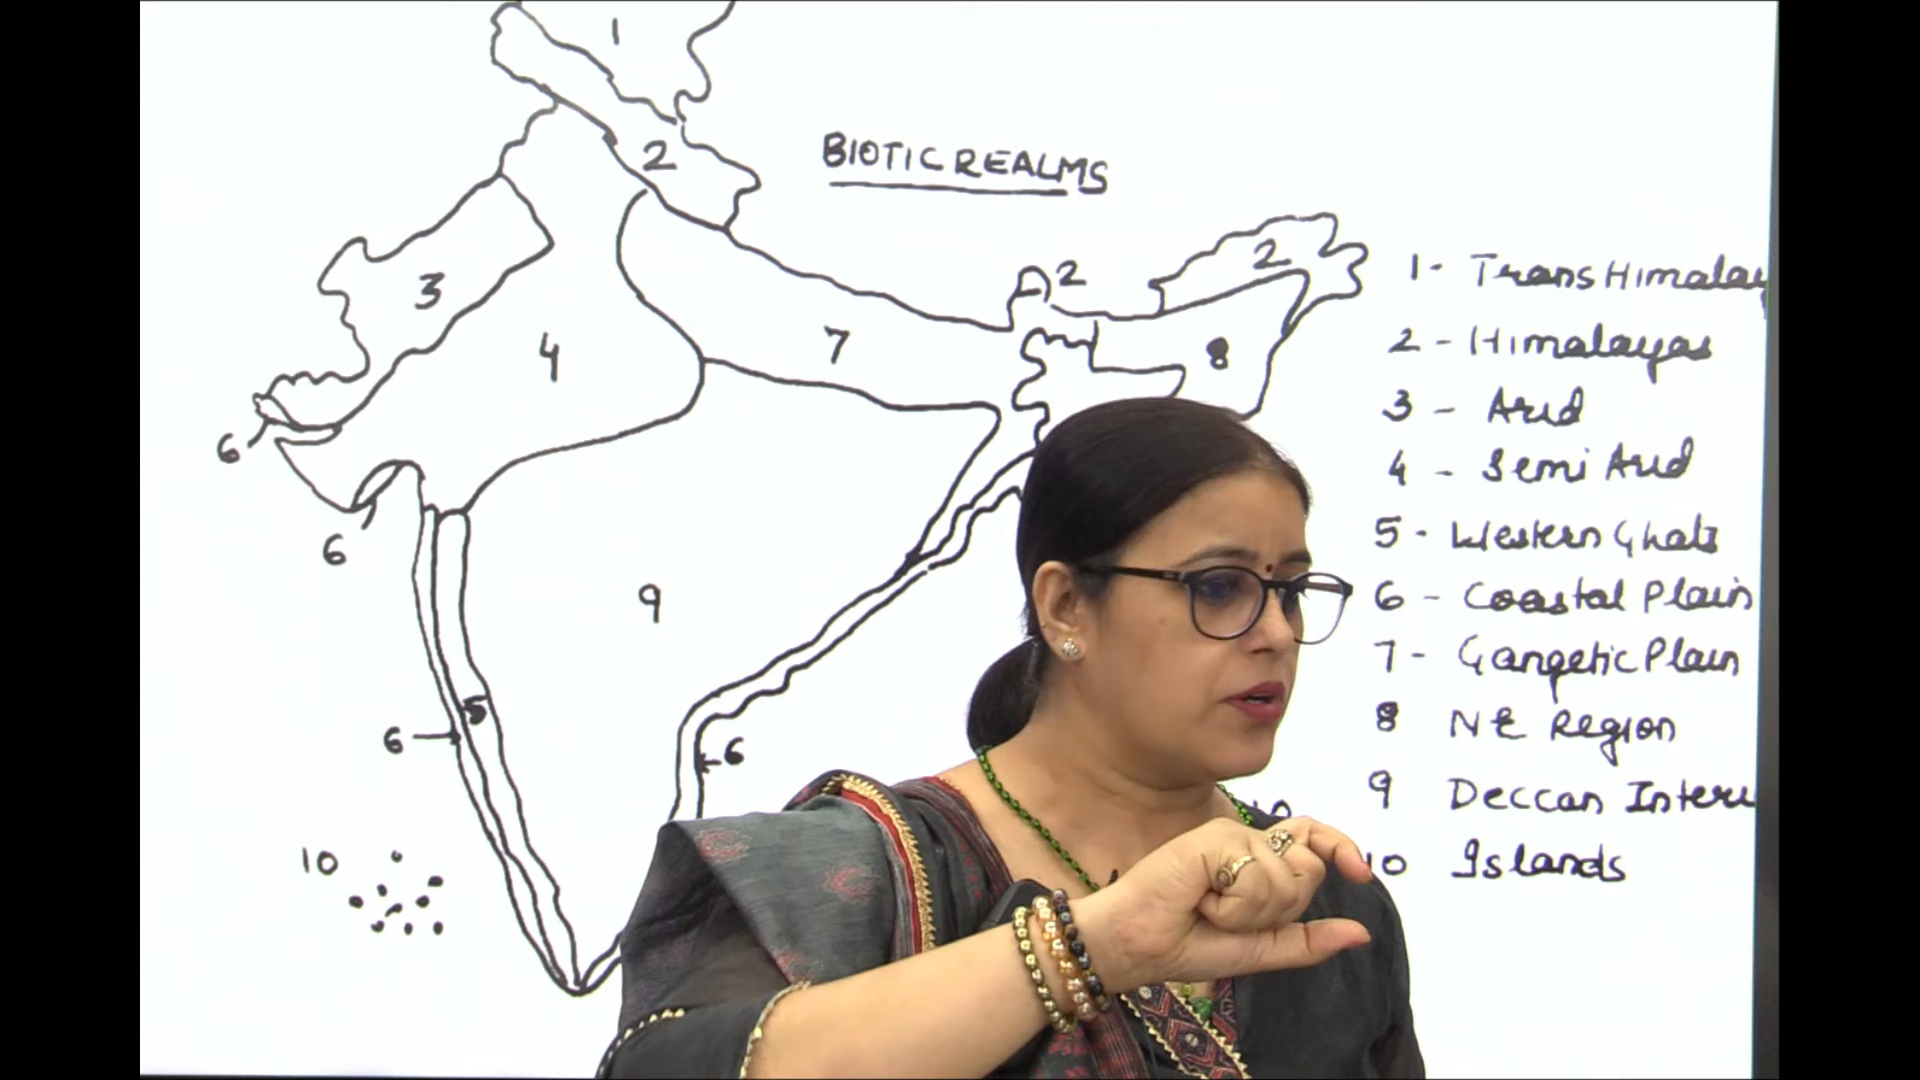 1
BIOTIC REALMS
2
2
2
1 - Trans Himalay
3
2 - Himalayas
4
7
8
3 - Arid
6
4 - Semi Arid
6
5 - Western Ghats
9
6 - Coastal Plain
7 - Gangetic Plain
5
8 NE Region
6
6
9 Deccan Interi
10
10
10 Islands